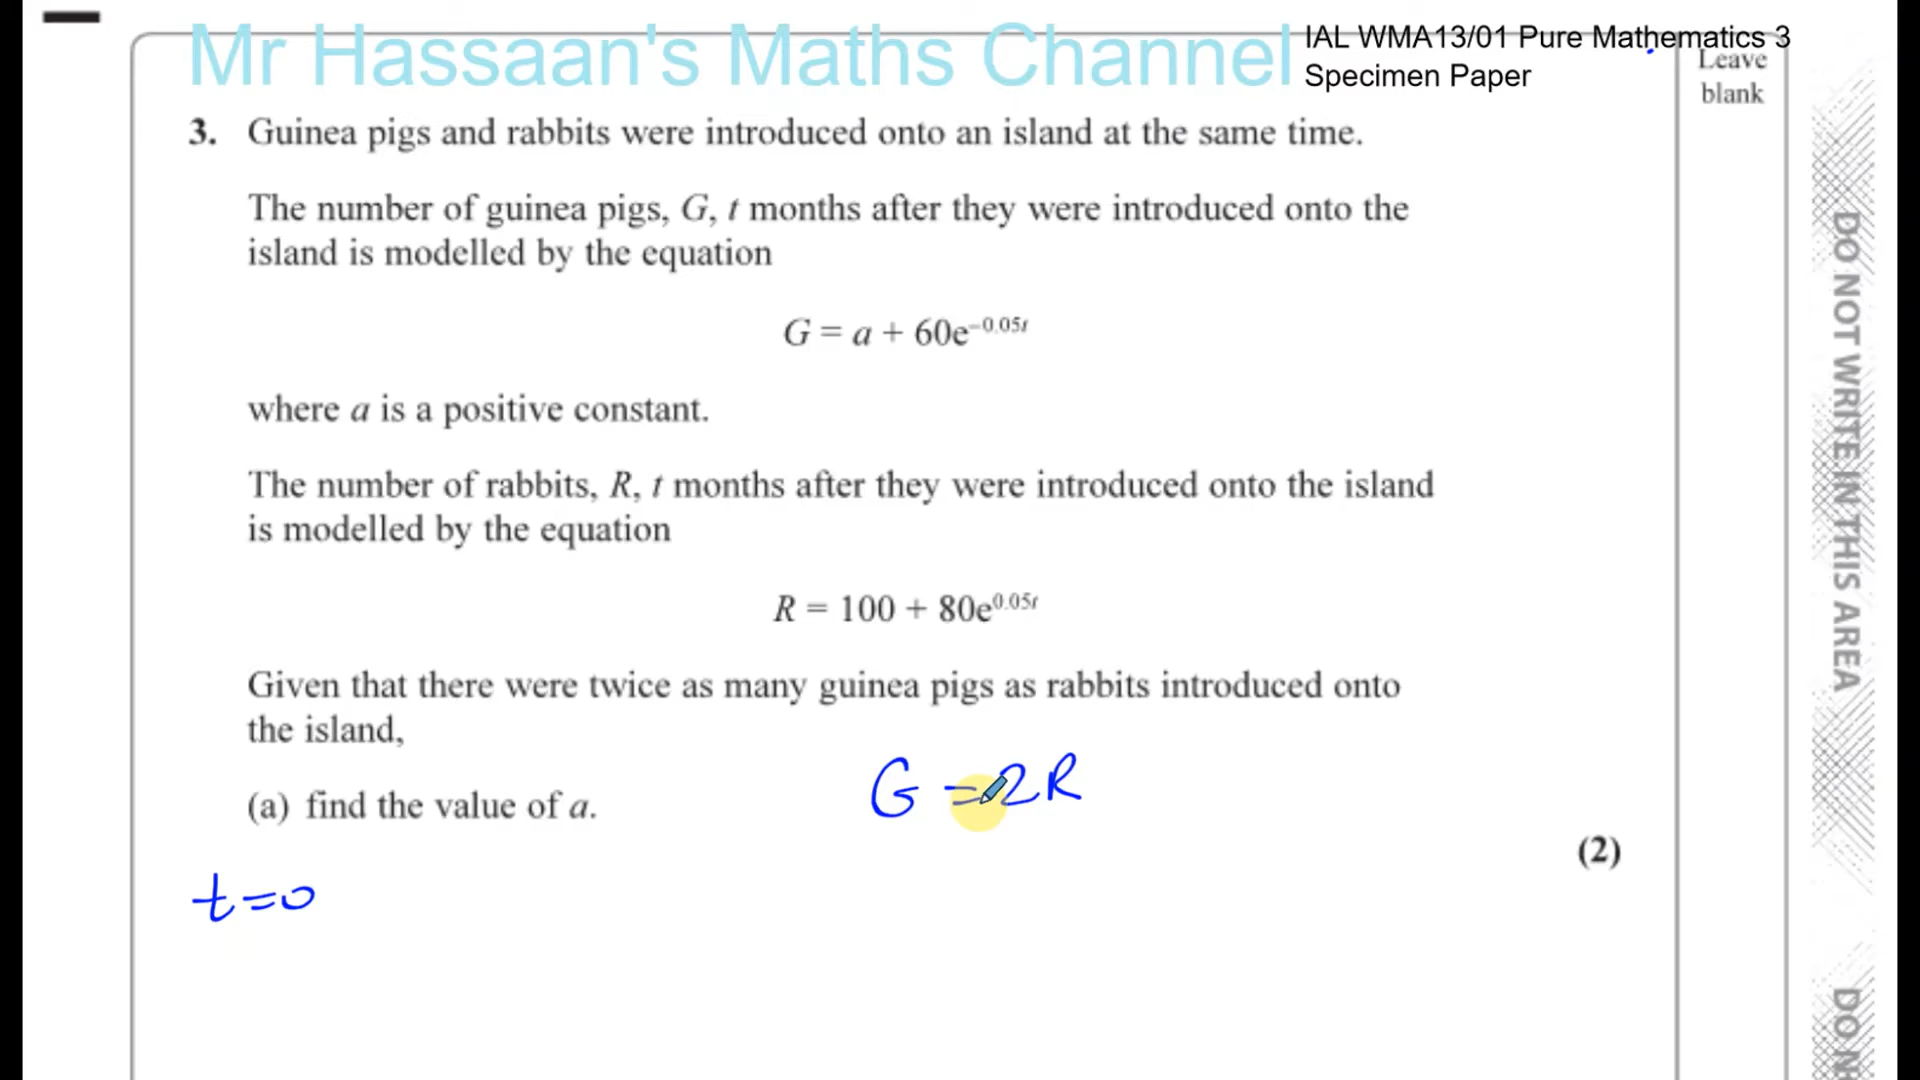 Mr Hassaan's Maths Channel
IAL WMA13/01 Pure Mathematics 3
Specimen Paper
Leave
blank
3. Guinea pigs and rabbits were introduced onto an island at the same time.
The number of guinea pigs, G, t months after they were introduced onto the
island is modelled by the equation
G = a + 60e^{-0.05t}
where a is a positive constant.
The number of rabbits, R, t months after they were introduced onto the island
is modelled by the equation
R = 100 + 80e^{0.05t}
Given that there were twice as many guinea pigs as rabbits introduced onto
the island,
G = 2R
(a) find the value of a.
(2)
t=0
DO NOT WRITE IN THIS AREA